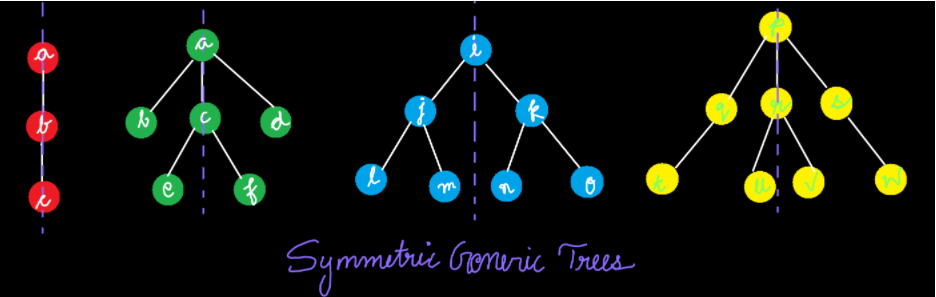 a
b
c
a
b c d
e f
i
j k
l m n o
p
q r s
t u v w
Symmetric Generic Trees